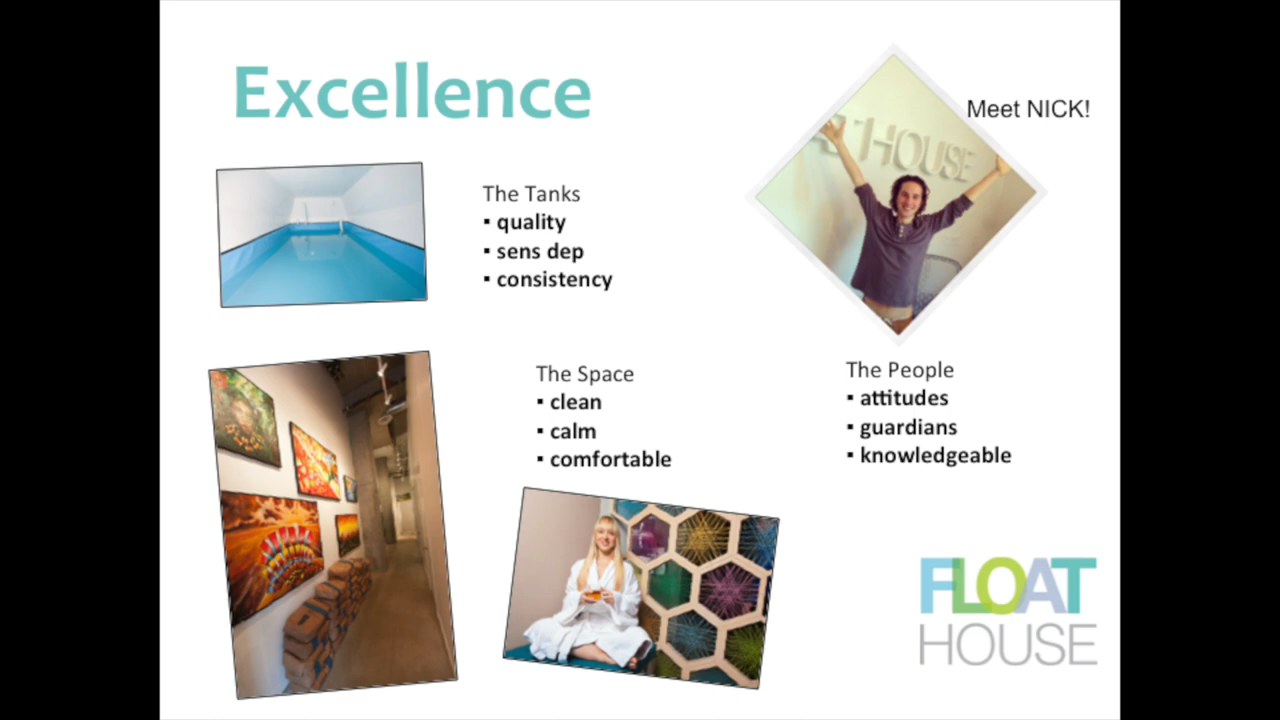 Excellence
Meet NICK!
HOUSE
The Tanks
▪ quality
▪ sens dep
▪ consistency
The Space
▪ clean
▪ calm
▪ comfortable
The People
▪ attitudes
▪ guardians
▪ knowledgeable
FLOAT
HOUSE